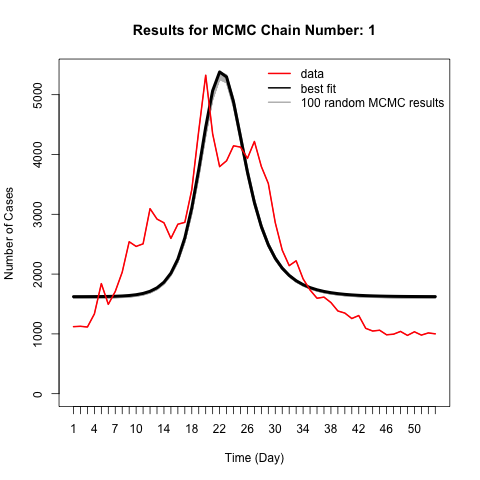 Results for MCMC Chain Number: 1
data
best fit
100 random MCMC results
Number of Cases
5000
4000
3000
2000
1000
0
1 4 7 10 14 18 22 26 30 34 38 42 46 50
Time (Day)